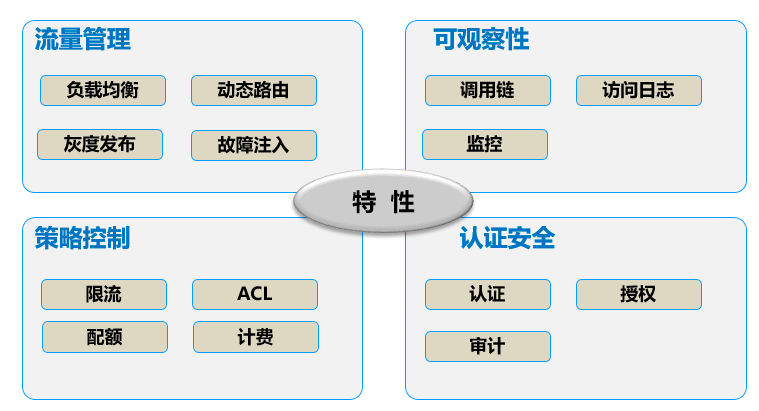 流量管理
负载均衡
动态路由
灰度发布
故障注入
可观察性
调用链
访问日志
监控
特 性
策略控制
限流
ACL
配额
计费
认证安全
认证
授权
审计